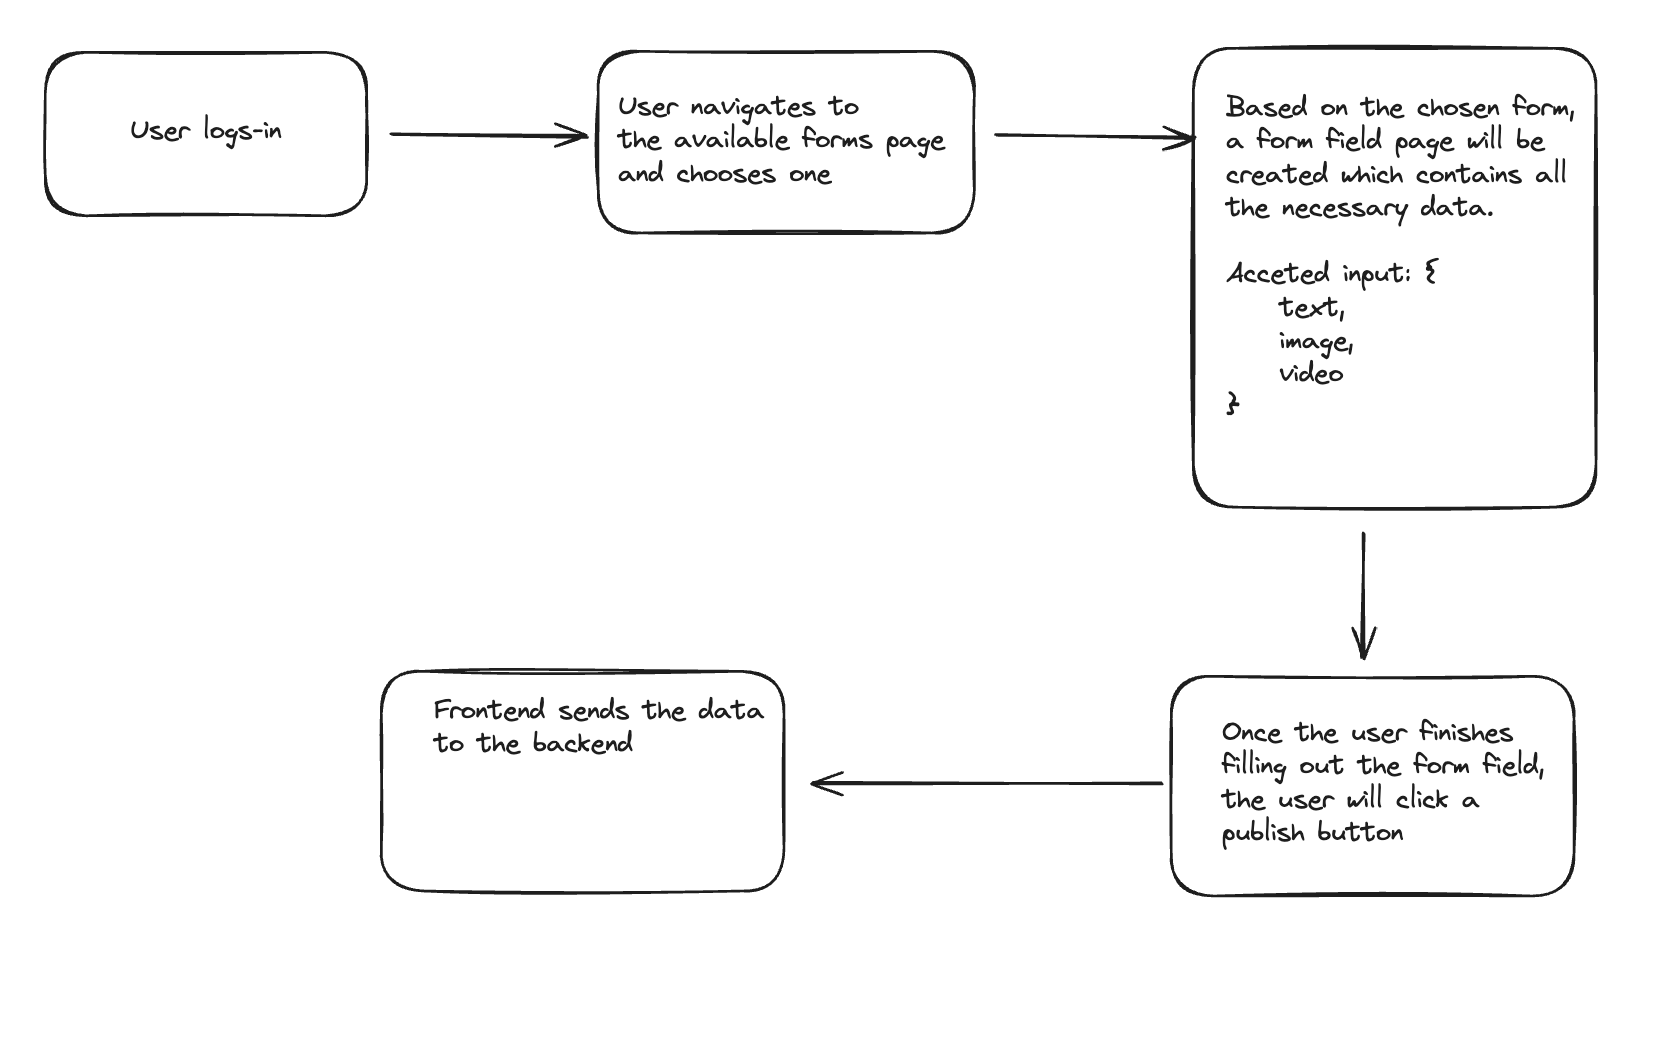 User logs-in
User navigates to
the available forms page
and chooses one
Based on the chosen form,
a form field page will be
created which contains all
the necessary data.
Acceted input: {
text,
image,
video
}
Once the user finishes
filling out the form field,
the user will click a
publish button
Frontend sends the data
to the backend